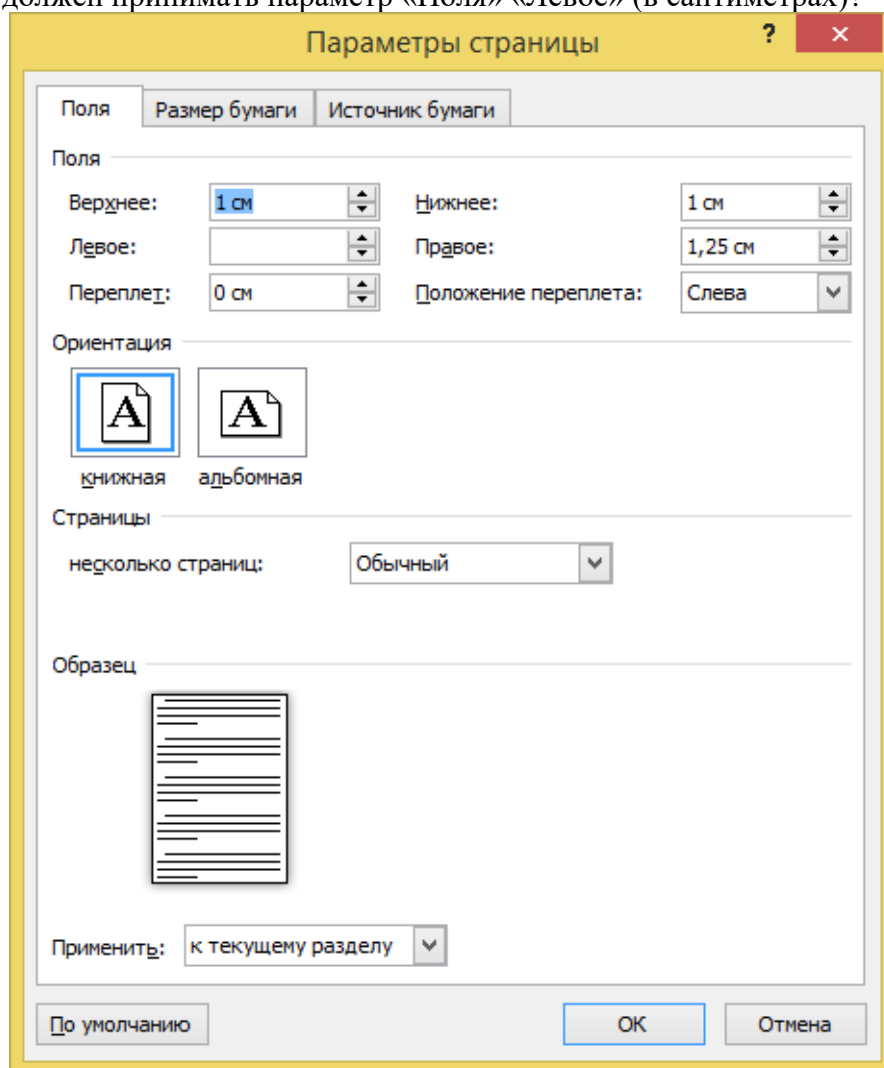 должен принимать параметр «Поля» «Левое» (в сантиметрах)?
Параметры страницы ? ×
Поля Размер бумаги Источник бумаги
Поля
Верхнее: 1 см Нижнее: 1 см
Левое: Правое: 1,25 см
Переплет: 0 см Положение переплета: Слева
Ориентация
A A
книжная альбомная
Страницы
несколько страниц: Обычный
Образец
Применить: к текущему разделу
По умолчанию ОК Отмена